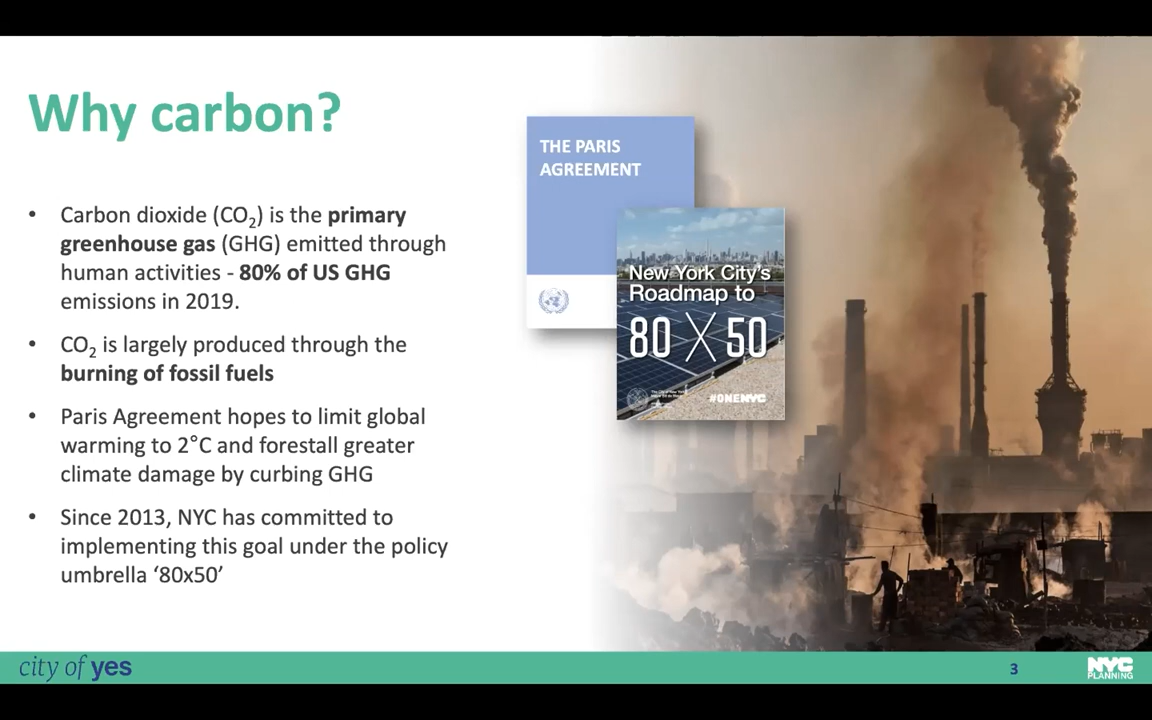 Why carbon?
• Carbon dioxide (CO₂) is the primary
greenhouse gas (GHG) emitted through
human activities - 80% of US GHG
emissions in 2019.
• CO₂ is largely produced through the
burning of fossil fuels
• Paris Agreement hopes to limit global
warming to 2°C and forestall greater
climate damage by curbing GHG
• Since 2013, NYC has committed to
implementing this goal under the policy
umbrella ‘80x50’
THE PARIS
AGREEMENT
New York City's
Roadmap to
80 X 50
#ONENYC
city of yes
3
NYC
PLANNING